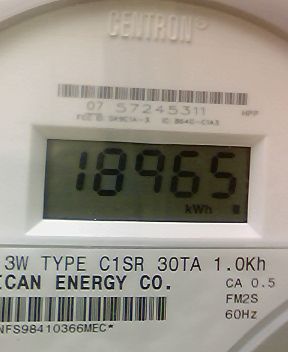 CENTRON®
07 57245311 HPP
18965
kWh
3W TYPE C1SR 30TA 1.0Kh
ICAN ENERGY CO.
CA 0.5
FM2S
60Hz
NFS98410366MEC*